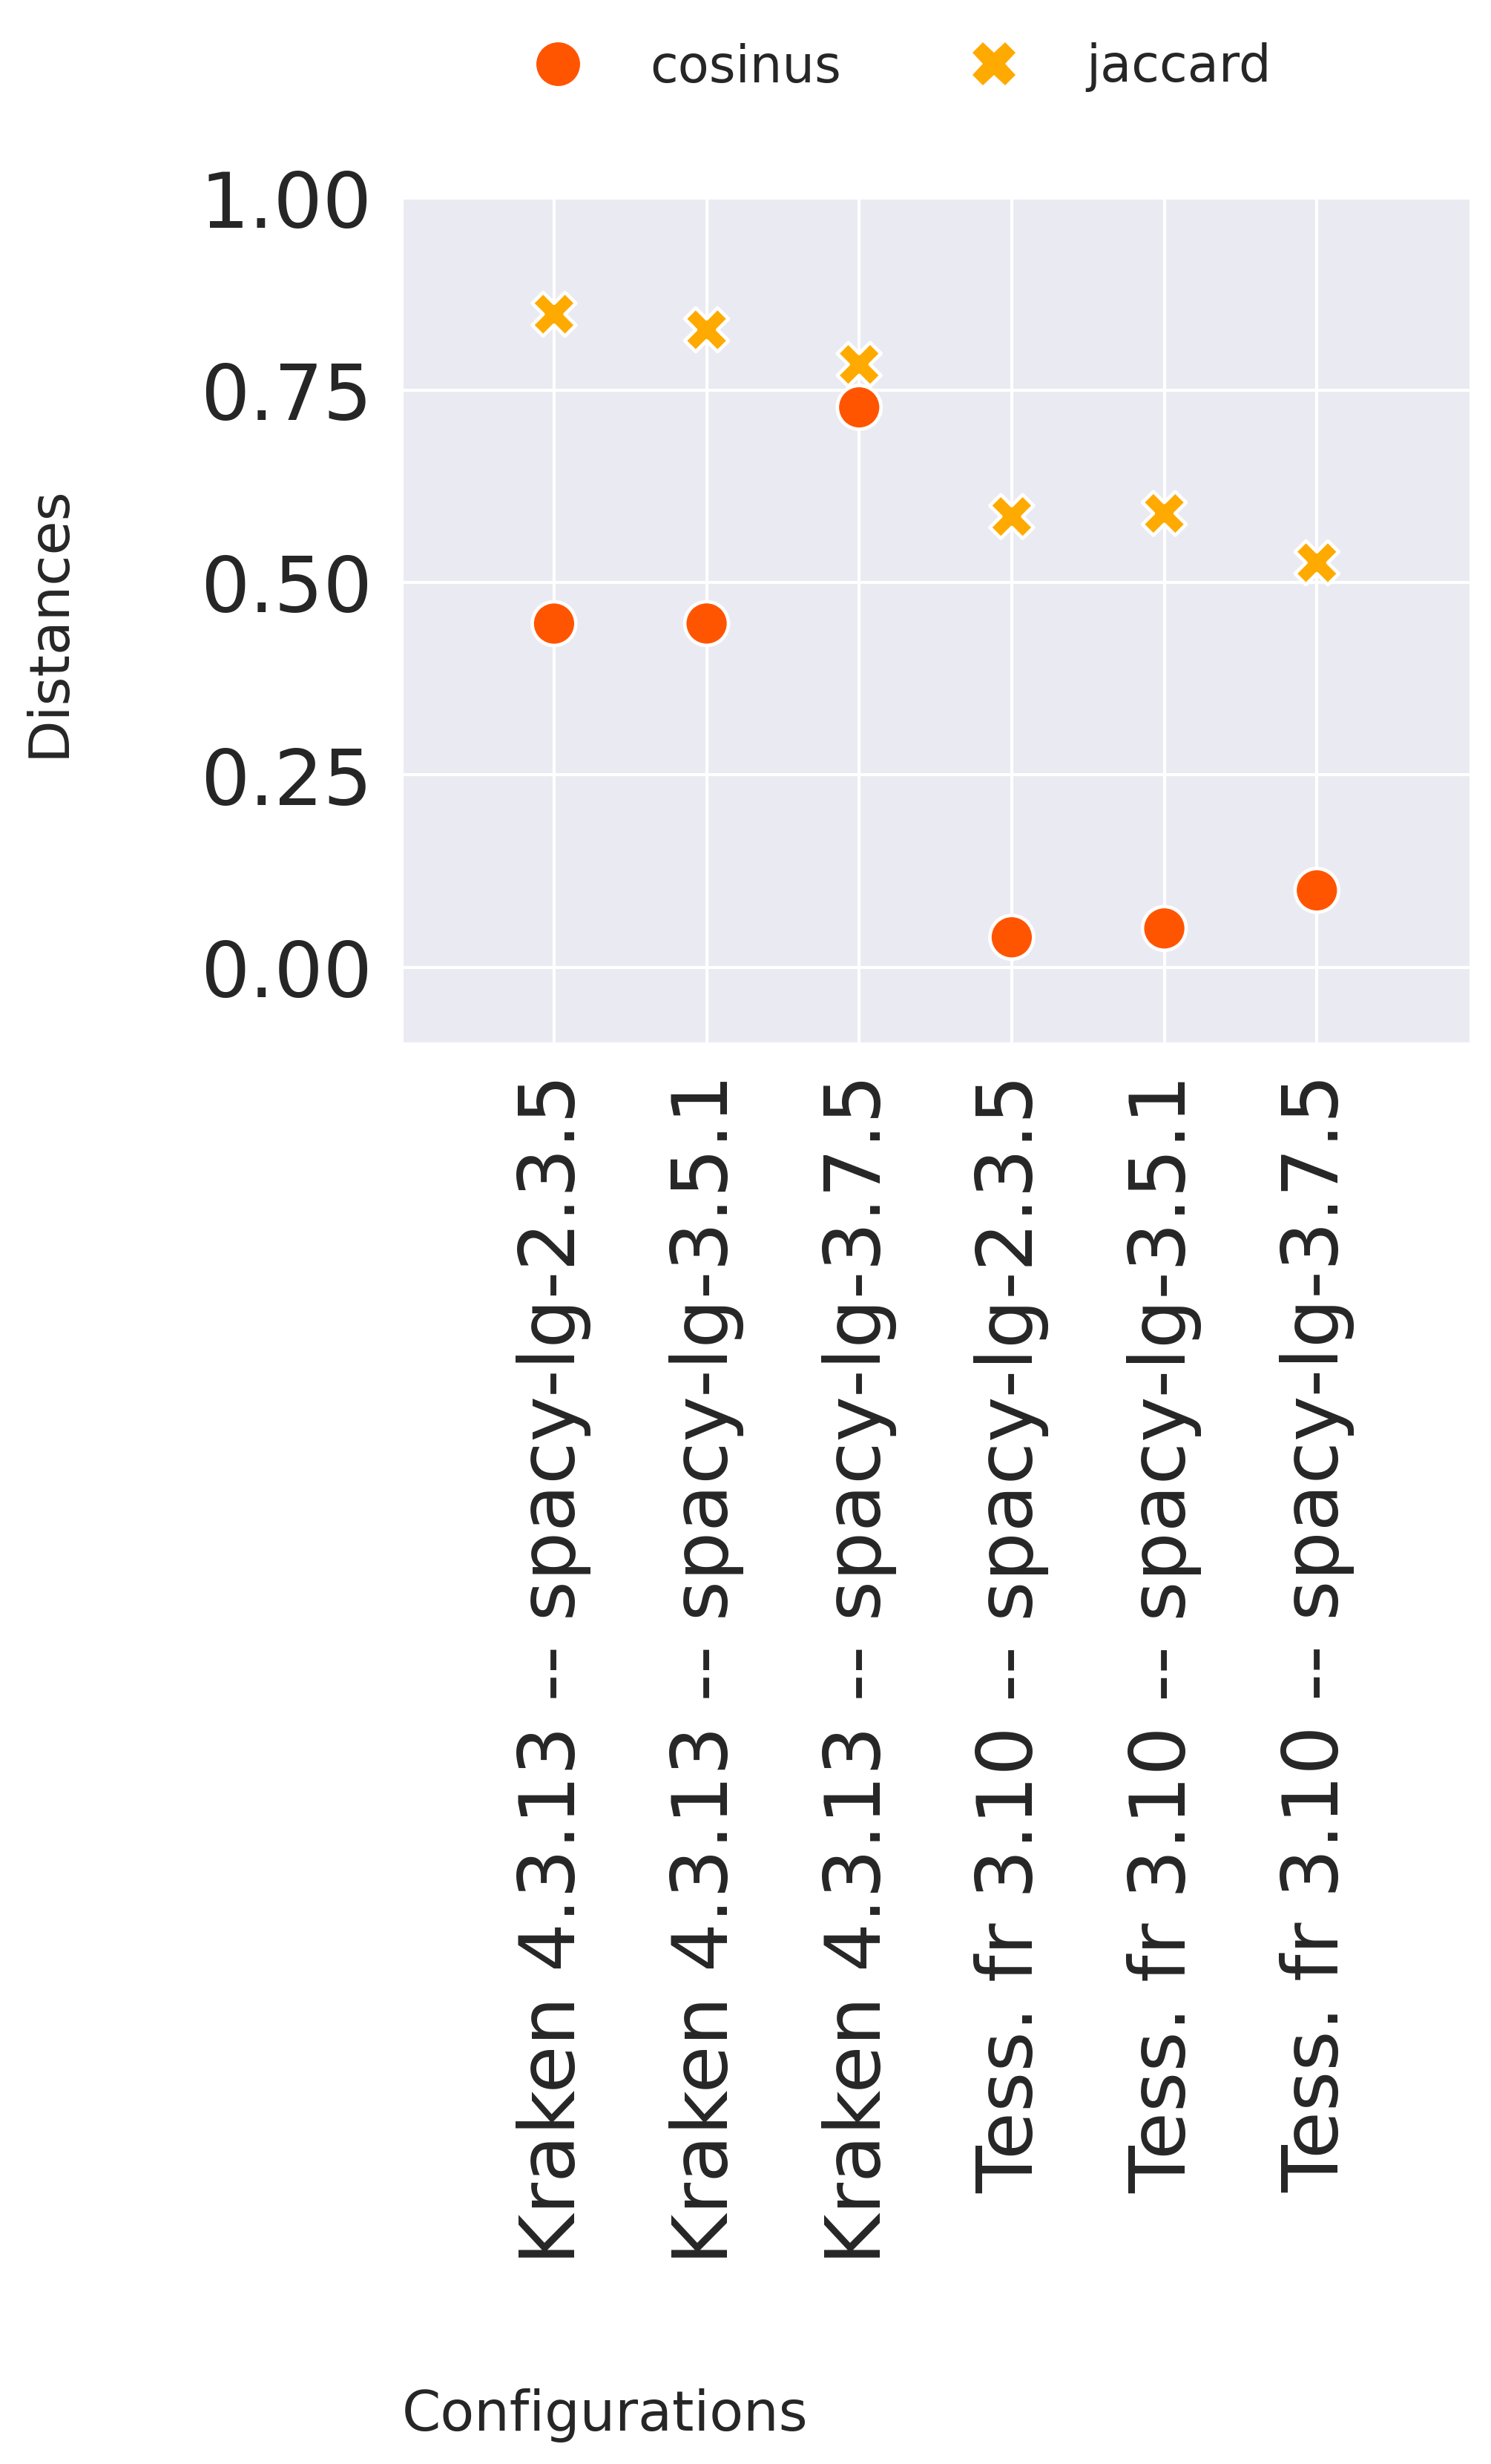 cosinus jaccard
1.00
0.75
0.50
0.25
0.00
Distances
Kraken 4.3.13 -- spacy-lg-2.3.5
Kraken 4.3.13 -- spacy-lg-3.5.1
Kraken 4.3.13 -- spacy-lg-3.7.5
Tess. fr 3.10 -- spacy-lg-2.3.5
Tess. fr 3.10 -- spacy-lg-3.5.1
Tess. fr 3.10 -- spacy-lg-3.7.5
Configurations